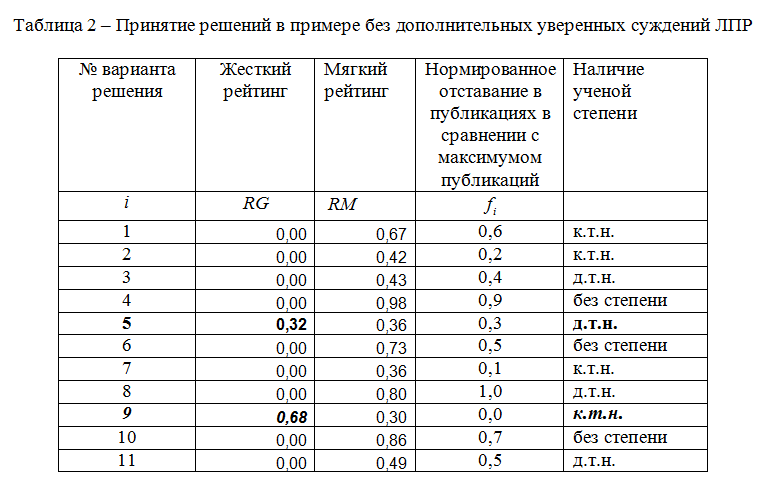 Таблица 2 – Принятие решений в примере без дополнительных уверенных суждений ЛПР
№ варианта решения Жесткий рейтинг Мягкий рейтинг Нормированное отставание в публикациях в сравнении с максимумом публикаций Наличие ученой степени
i RG RM fi
1 0,00 0,67 0,6 к.т.н.
2 0,00 0,42 0,2 к.т.н.
3 0,00 0,43 0,4 д.т.н.
4 0,00 0,98 0,9 без степени
5 0,32 0,36 0,3 д.т.н.
6 0,00 0,73 0,5 без степени
7 0,00 0,36 0,1 к.т.н.
8 0,00 0,80 1,0 д.т.н.
9 0,68 0,30 0,0 к.т.н.
10 0,00 0,86 0,7 без степени
11 0,00 0,49 0,5 д.т.н.